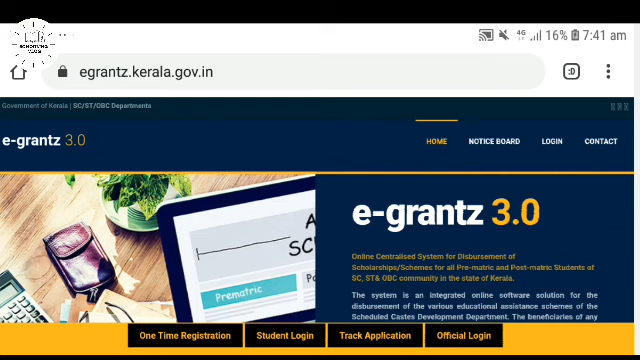 SCHOLARSHIP
4G 16% 7:41 am
egrantz.kerala.gov.in
:D
Government of Kerala | SC/ST/OBC Departments
e-grantz 3.0
HOME NOTICE BOARD LOGIN CONTACT
A
SC
Prematric
Po
e-grantz 3.0
Online Centralised System for Disbursement of
Scholarships/Schemes for all Pre-matric and Post-matric Students of
SC, ST& OBC community in the state of Kerala.
The system is an integrated online software solution for the
disbursement of the various educational assistance schemes of the
Scheduled Castes Development Department. The beneficiaries of any
One Time Registration Student Login Track Application Official Login